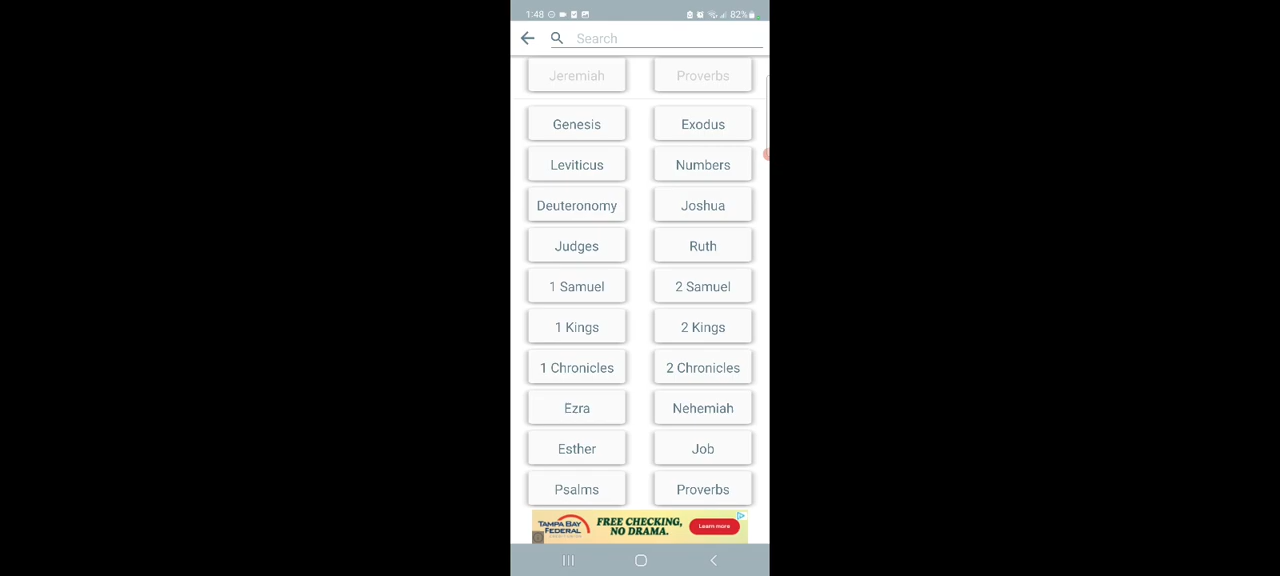 1:48 82%
Search
Jeremiah Proverbs
Genesis Exodus
Leviticus Numbers
Deuteronomy Joshua
Judges Ruth
1 Samuel 2 Samuel
1 Kings 2 Kings
1 Chronicles 2 Chronicles
Ezra Nehemiah
Esther Job
Psalms Proverbs
TAMPA BAY FREE CHECKING, Learn more
FEDERAL NO DRAMA.
CREDIT UNION